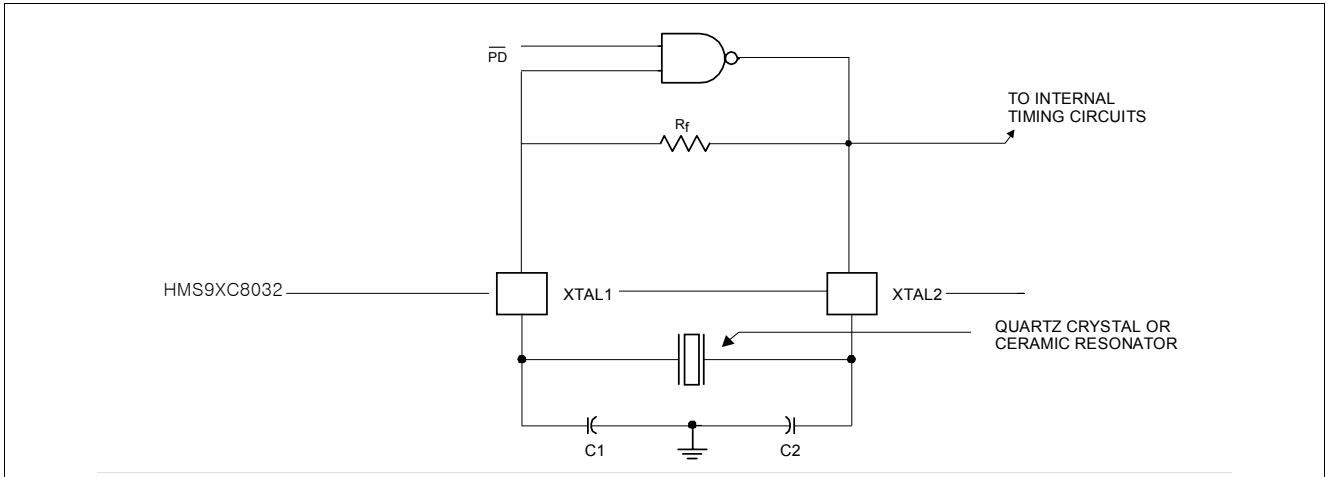 PD
Rf
TO INTERNAL
TIMING CIRCUITS
HMS9XC8032
XTAL1
XTAL2
QUARTZ CRYSTAL OR
CERAMIC RESONATOR
C1
C2